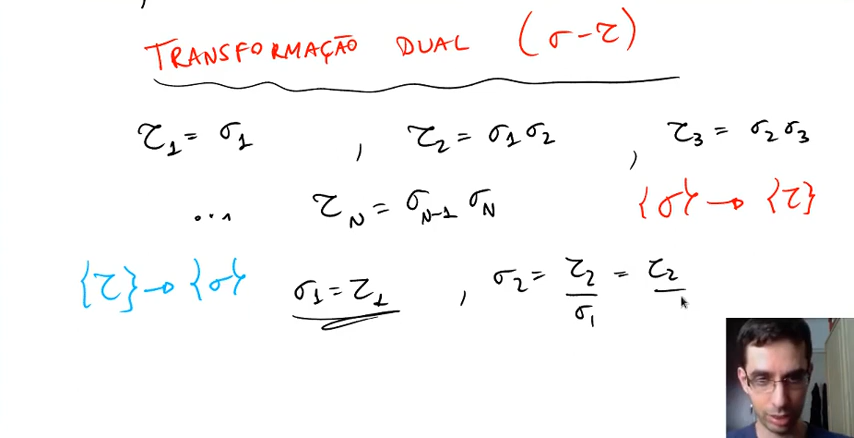 TRANSFORMAÇÃO DUAL (σ-τ)
τ₁ = σ₁ , τ₂ = σ₁σ₂ , τ₃ = σ₂σ₃
... τ_N = σ_{N-1} σ_N {σ} → {τ}
{τ} → {σ} σ₁ = τ₁ , σ₂ = τ₂/σ₁ = τ₂/